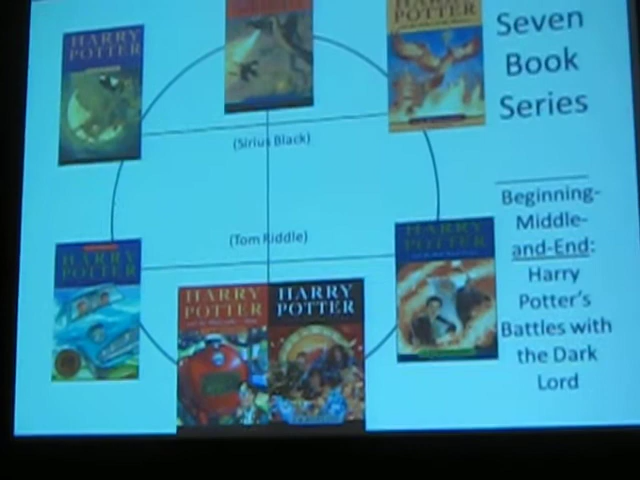 HARRY
POTTER
POTTER
Seven
Book
Series
(Sirius Black)
Beginning-
Middle-
and-End:
Harry
Potter's
Battles with
the Dark
Lord
(Tom Riddle)
HARRY
POTTER
HARRY
POTTER
HARRY
POTTER
HARRY
POTTER